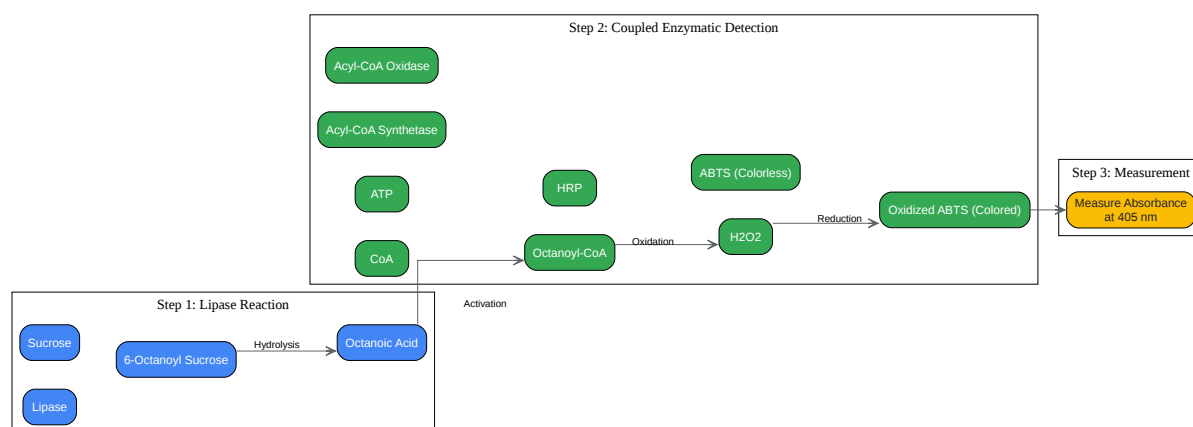 Step 2: Coupled Enzymatic Detection
Acyl-CoA Oxidase
Acyl-CoA Synthetase
ATP
CoA
HRP
Octanoyl-CoA
Oxidation
ABTS (Colorless)
H2O2
Reduction
Oxidized ABTS (Colored)
Step 3: Measurement
Measure Absorbance
at 405 nm
Step 1: Lipase Reaction
Sucrose
Lipase
6-Octanoyl Sucrose
Hydrolysis
Octanoic Acid
Activation